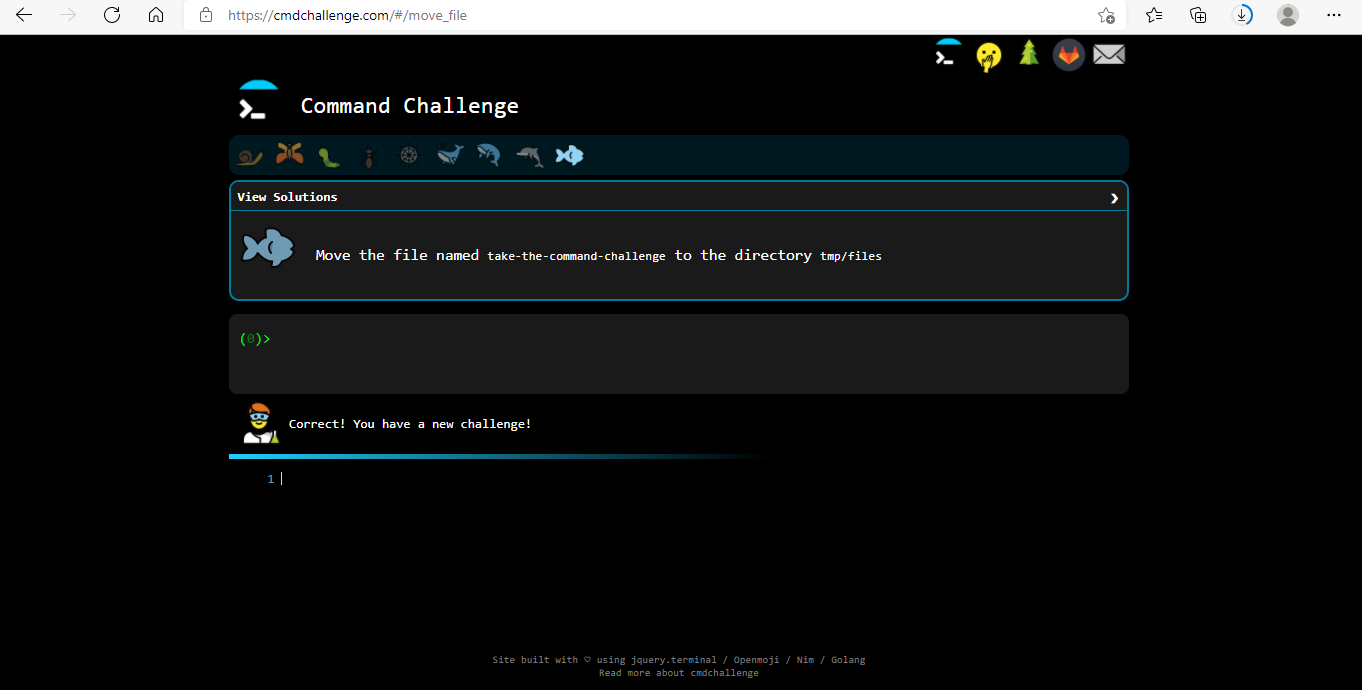 https://cmdchallenge.com/#/move_file
Command Challenge
View Solutions ❯
Move the file named take-the-command-challenge to the directory tmp/files
(0)>
Correct! You have a new challenge!
1
Site built with ♡ using jquery.terminal / Openmoji / Nim / Golang
Read more about cmdchallenge